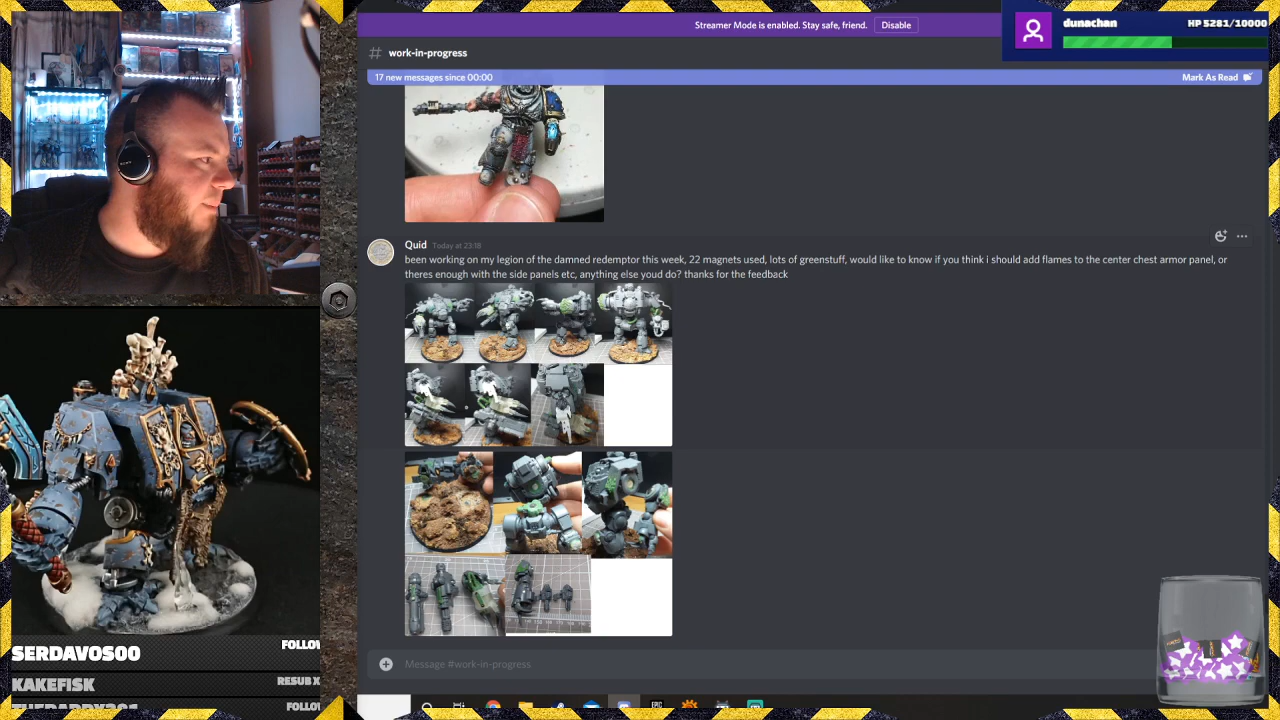 Streamer Mode is enabled. Stay safe, friend.
Disable
dunachan
HP 5281/10000
# work-in-progress
17 new messages since 00:00
Mark As Read
Quid Today at 23:18
been working on my legion of the damned redemptor this week, 22 magnets used, lots of greenstuff, would like to know if you think i should add flames to the center chest armor panel, or
theres enough with the side panels etc, anything else youd do? thanks for the feedback
Message #work-in-progress
SERDAVOS00
FOLLOW
KAKEFISK
RESUB X
FOLLOW